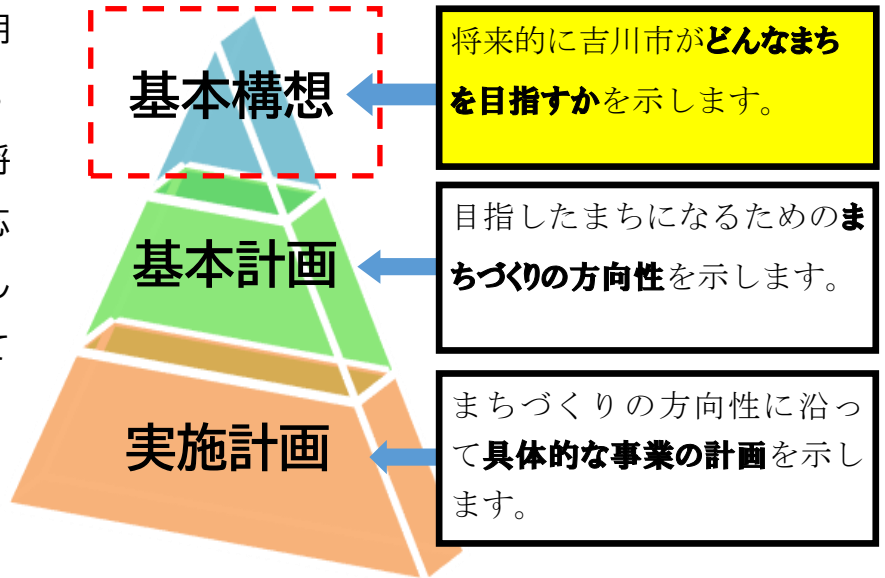 基本構想
将来的に吉川市がどんなまち
を目指すかを示します。
基本計画
目指したまちになるためのま
ちづくりの方向性を示します。
実施計画
まちづくりの方向性に沿っ
て具体的な事業の計画を示し
ます。